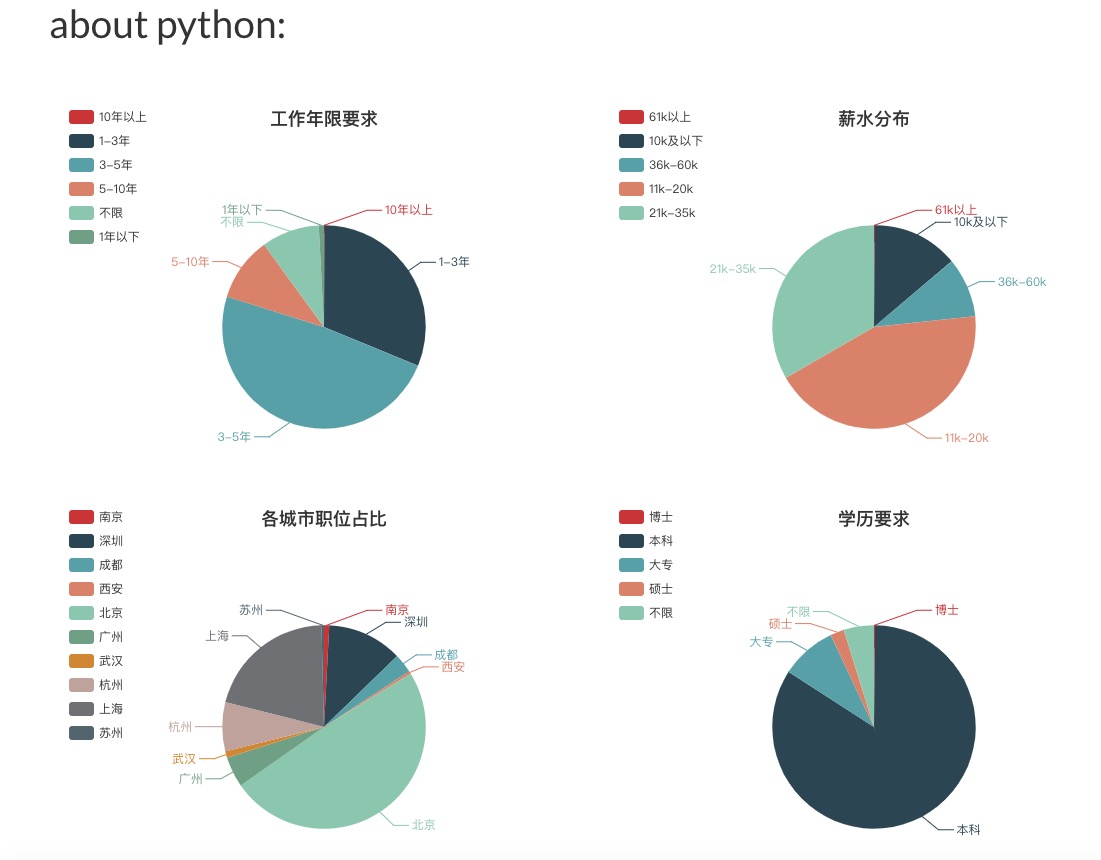 about python:
工作年限要求
10年以上
1-3年
3-5年
5-10年
不限
1年以下
1年以下
10年以上
不限
1-3年
5-10年
3-5年
薪水分布
61k以上
10k及以下
36k-60k
11k-20k
21k-35k
61k以上
10k及以下
21k-35k
36k-60k
11k-20k
各城市职位占比
南京
深圳
成都
西安
北京
广州
武汉
杭州
上海
苏州
苏州
南京
深圳
上海
成都
西安
杭州
武汉
广州
北京
学历要求
博士
本科
大专
硕士
不限
不限
博士
硕士
大专
本科